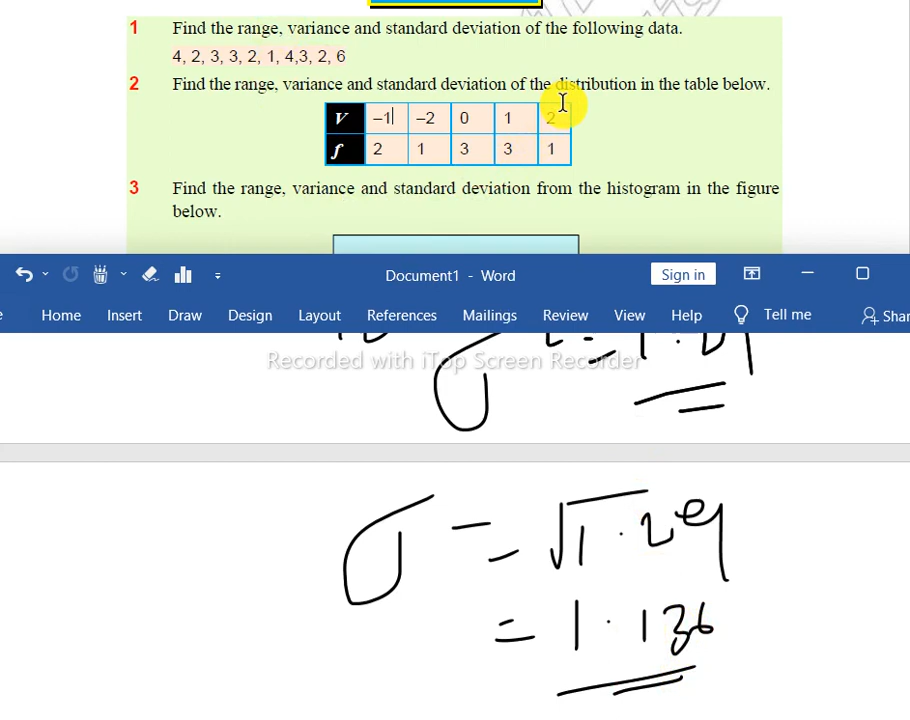 1 Find the range, variance and standard deviation of the following data.
4, 2, 3, 3, 2, 1, 4,3, 2, 6
2 Find the range, variance and standard deviation of the distribution in the table below.
V –1 –2 0 1 2
f 2 1 3 3 1
3 Find the range, variance and standard deviation from the histogram in the figure
below.
Document1 - Word
Sign in
Home Insert Draw Design Layout References Mailings Review View Help Tell me Shar
Recorded with iTop Screen Recorder
σ = √1.29
= 1.136